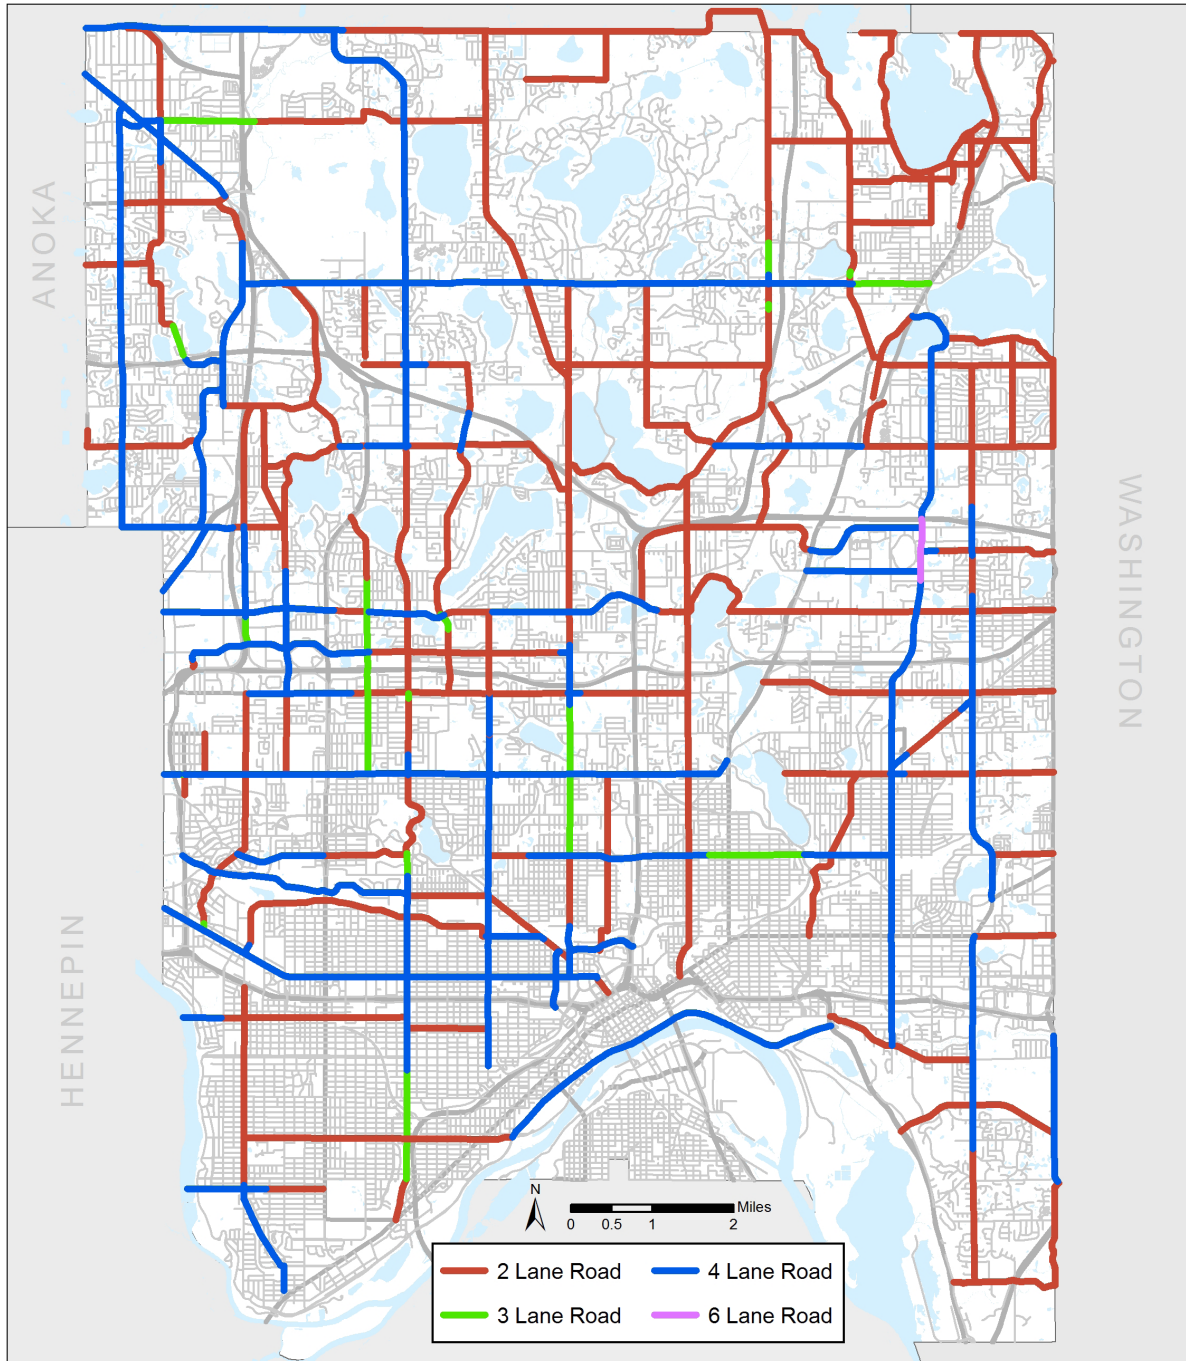 ANOKA
WASHINGTON
HENNEPIN
N
Miles
0 0.5 1 2
2 Lane Road
4 Lane Road
3 Lane Road
6 Lane Road